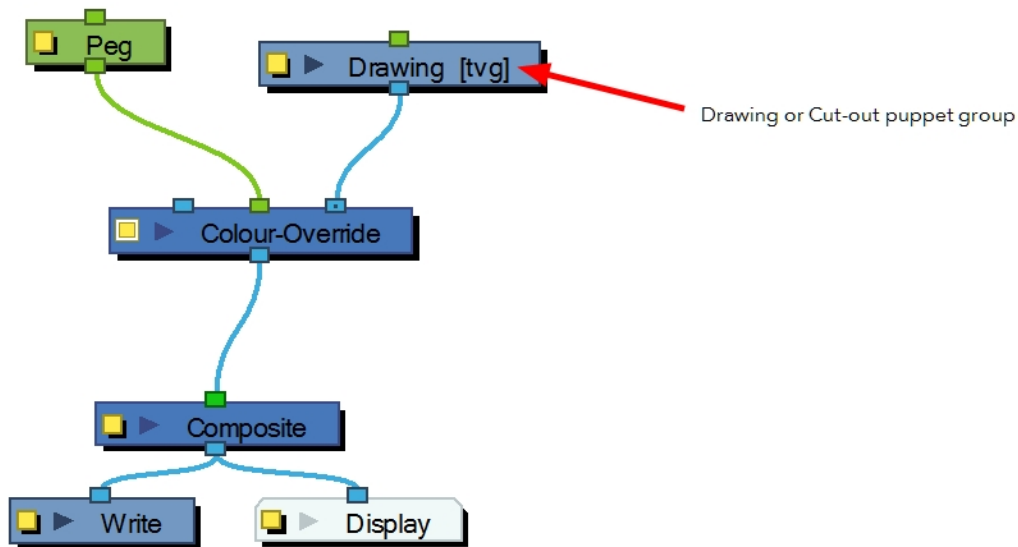 Peg
Drawing [tvg]
Drawing or Cut-out puppet group
Colour-Override
Composite
Write
Display